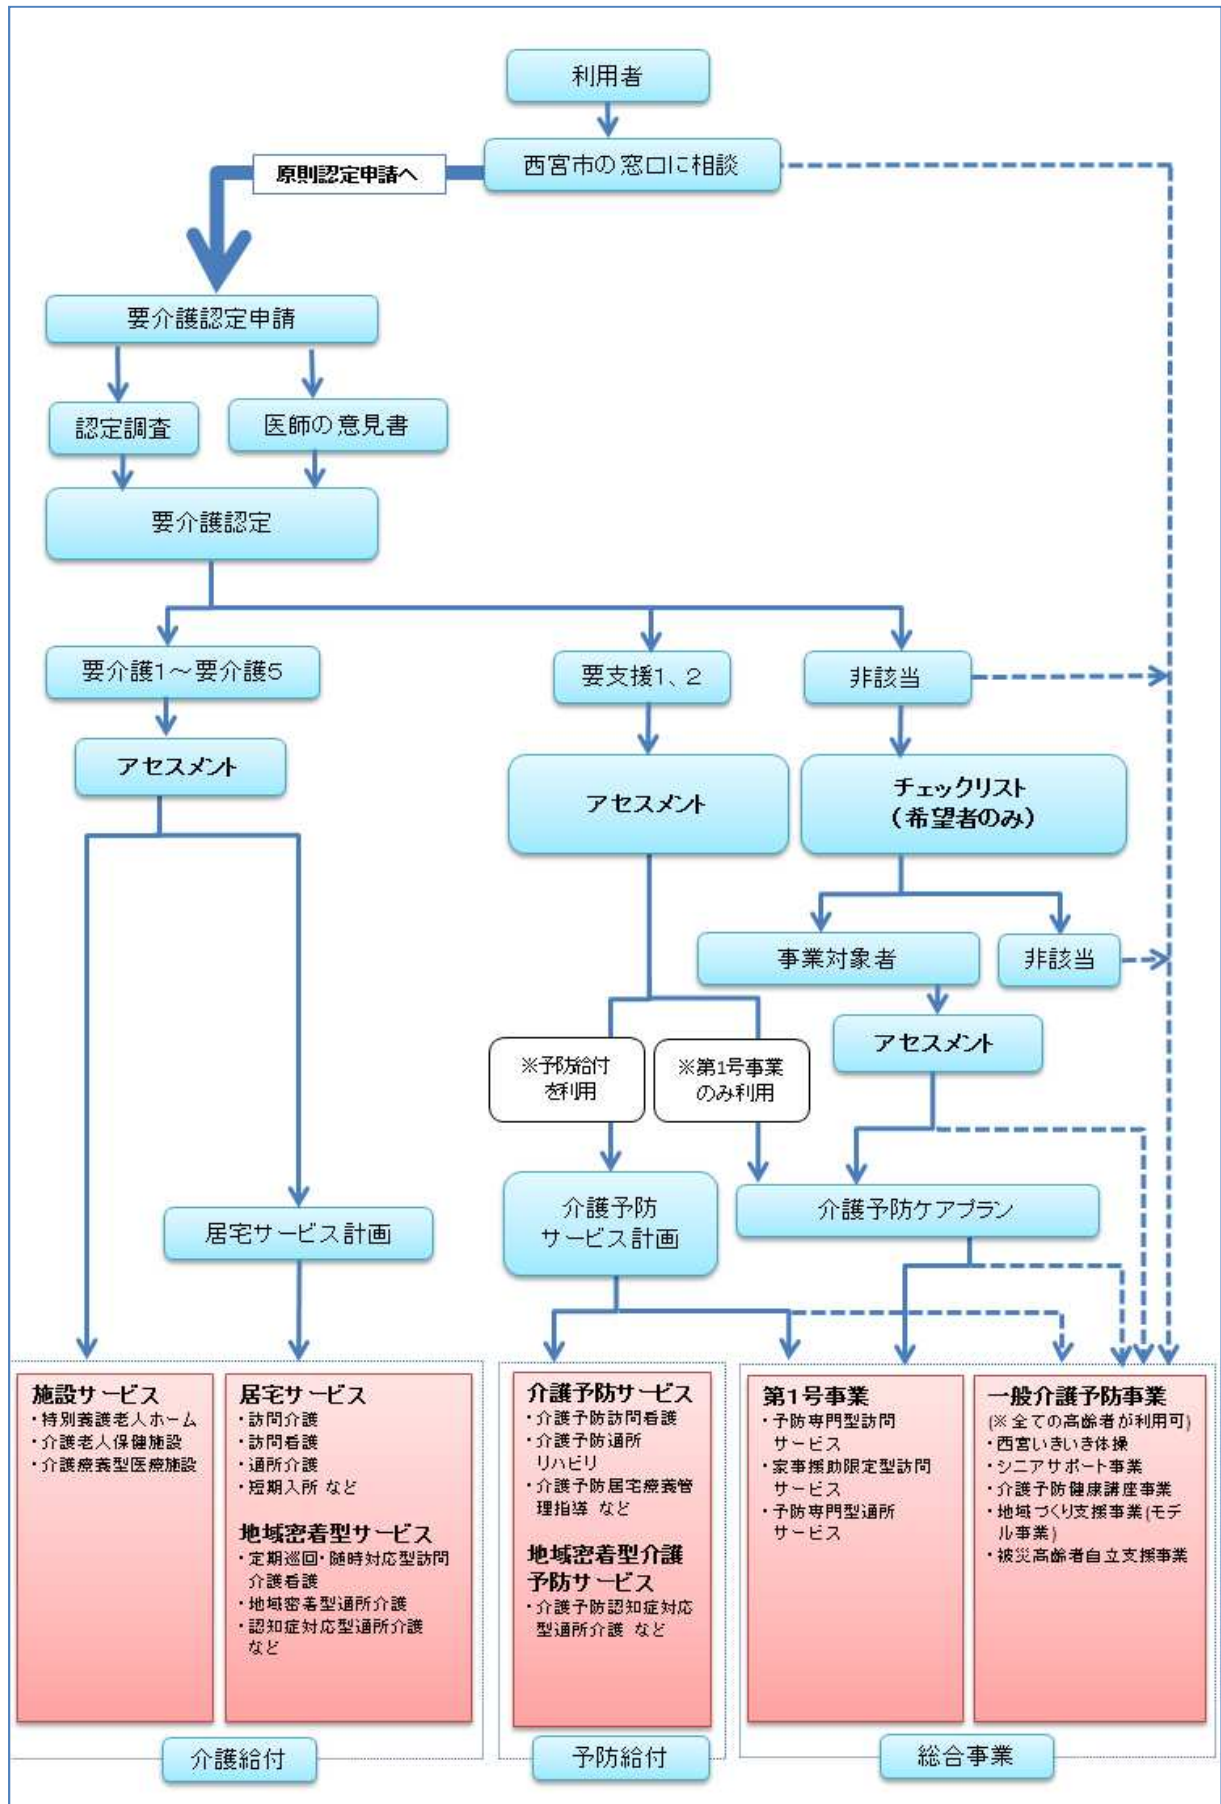 利用者
西宮市の窓口に相談
原則認定申請へ
要介護認定申請
認定調査
医師の意見書
要介護認定
要介護1~要介護5
要支援1、2
非該当
アセスメント
アセスメント
チェックリスト
(希望者のみ)
事業対象者
非該当
アセスメント
※予防給付
を利用
※第1号事業
のみ利用
居宅サービス計画
介護予防
サービス計画
介護予防ケアプラン
施設サービス
・特別養護老人ホーム
・介護老人保健施設
・介護療養型医療施設
居宅サービス
・訪問介護
・訪問看護
・通所介護
・短期入所 など
地域密着型サービス
・定期巡回・随時対応型訪問
介護看護
・地域密着型通所介護
・認知症対応型通所介護
など
介護給付
介護予防サービス
・介護予防訪問看護
・介護予防通所
リハビリ
・介護予防居宅療養管
理指導 など
地域密着型介護
予防サービス
・介護予防認知症対応
型通所介護 など
予防給付
第1号事業
・予防専門型訪問
サービス
・家事援助限定型訪問
サービス
・予防専門型通所
サービス
一般介護予防事業
(※全ての高齢者が利用可)
・西宮いきいき体操
・シニアサポート事業
・介護予防健康講座事業
・地域づくり支援事業(モデ
ル事業)
・被災高齢者自立支援事業
総合事業